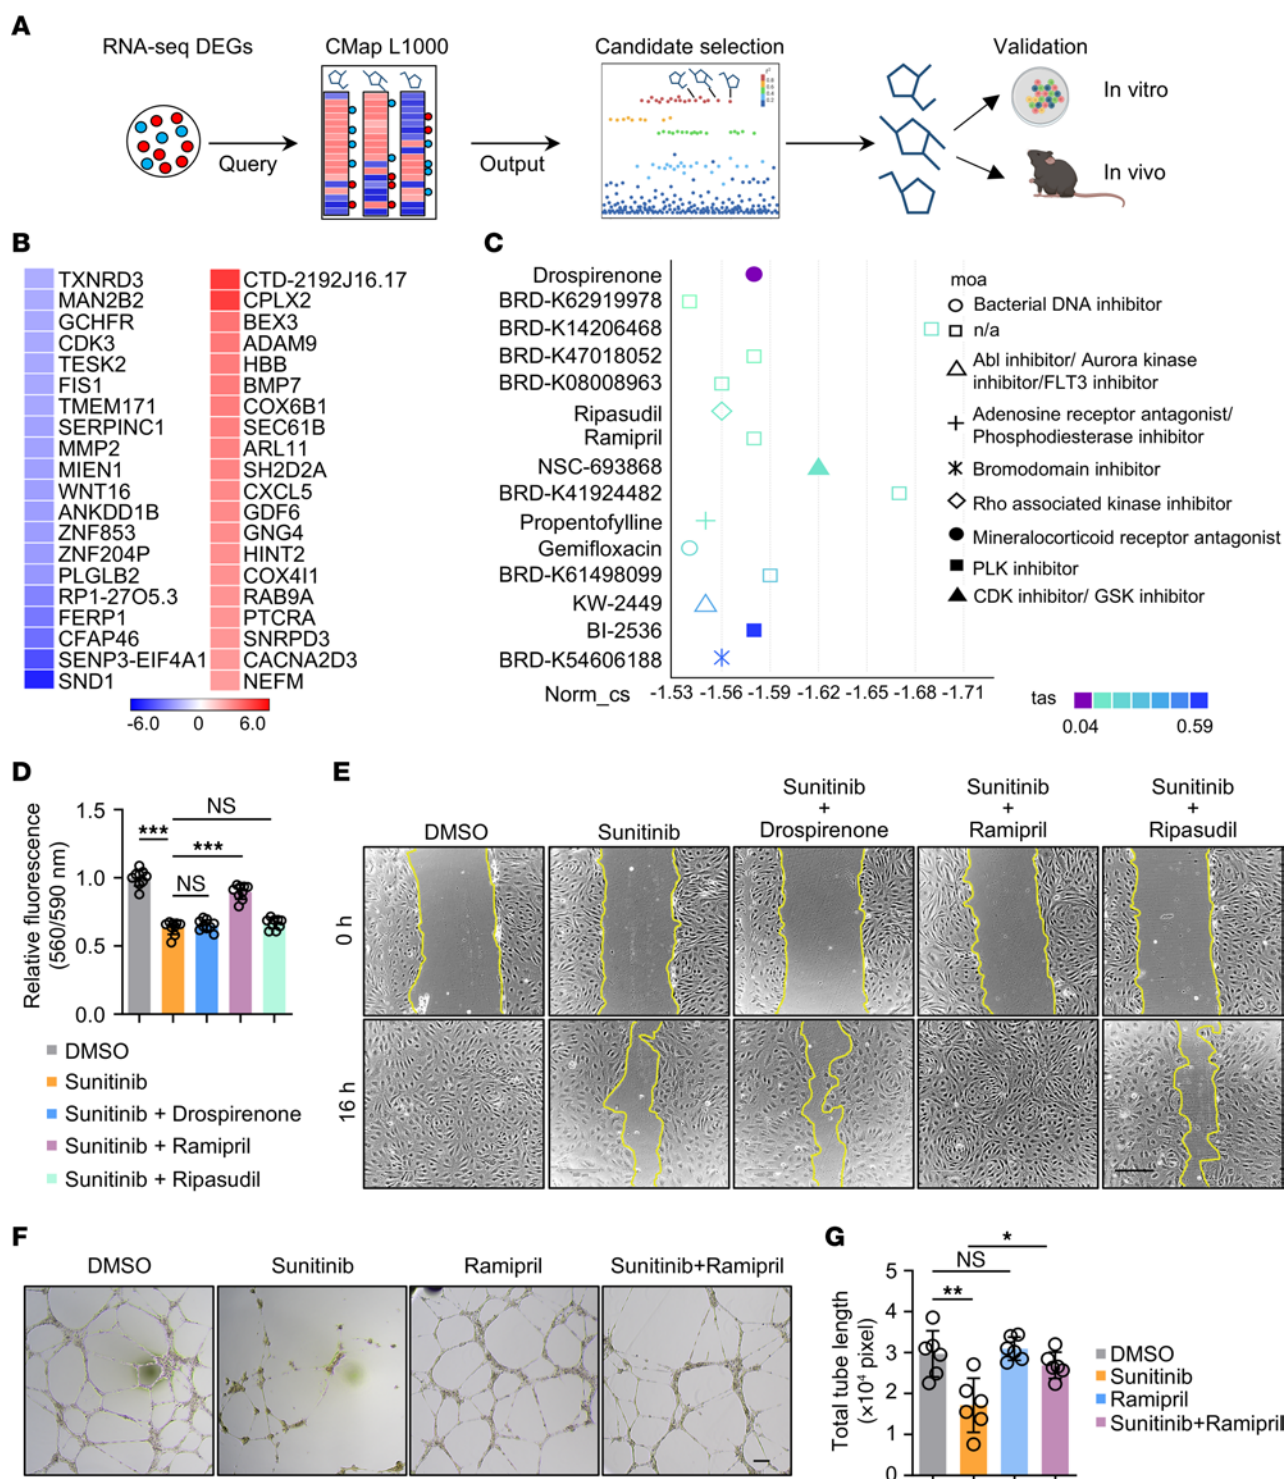 A
RNA-seq DEGs
CMap L1000
Candidate selection
Validation
Query
Output
In vitro
In vivo
r²
0.8
0.6
0.4
0.2
B
TXNRD3
MAN2B2
GCHFR
CDK3
TESK2
FIS1
TMEM171
SERPINC1
MMP2
MIEN1
WNT16
ANKDD1B
ZNF853
ZNF204P
PLGLB2
RP1-27O5.3
FERP1
CFAP46
SENP3-EIF4A1
SND1
CTD-2192J16.17
CPLX2
BEX3
ADAM9
HBB
BMP7
COX6B1
SEC61B
ARL11
SH2D2A
CXCL5
GDF6
GNG4
HINT2
COX4I1
RAB9A
PTCRA
SNRPD3
CACNA2D3
NEFM
-6.0 0 6.0
C
Drospirenone
BRD-K62919978
BRD-K14206468
BRD-K47018052
BRD-K08008963
Ripasudil
Ramipril
NSC-693868
BRD-K41924482
Propentofylline
Gemifloxacin
BRD-K61498099
KW-2449
BI-2536
BRD-K54606188
Norm_cs -1.53 -1.56 -1.59 -1.62 -1.65 -1.68 -1.71
moa
Bacterial DNA inhibitor
n/a
Abl inhibitor/ Aurora kinase
inhibitor/FLT3 inhibitor
Adenosine receptor antagonist/
Phosphodiesterase inhibitor
Bromodomain inhibitor
Rho associated kinase inhibitor
Mineralocorticoid receptor antagonist
PLK inhibitor
CDK inhibitor/ GSK inhibitor
tas
0.04 0.59
D
Relative fluorescence
(560/590 nm)
1.5
1.0
0.5
0.0
NS
***
***
NS
DMSO
Sunitinib
Sunitinib + Drospirenone
Sunitinib + Ramipril
Sunitinib + Ripasudil
E
DMSO
Sunitinib
Sunitinib
+
Drospirenone
Sunitinib
+
Ramipril
Sunitinib
+
Ripasudil
0 h
16 h
F
DMSO
Sunitinib
Ramipril
Sunitinib+Ramipril
G
Total tube length
(×10⁴ pixel)
5
4
3
2
1
0
*
NS
**
DMSO
Sunitinib
Ramipril
Sunitinib+Ramipril